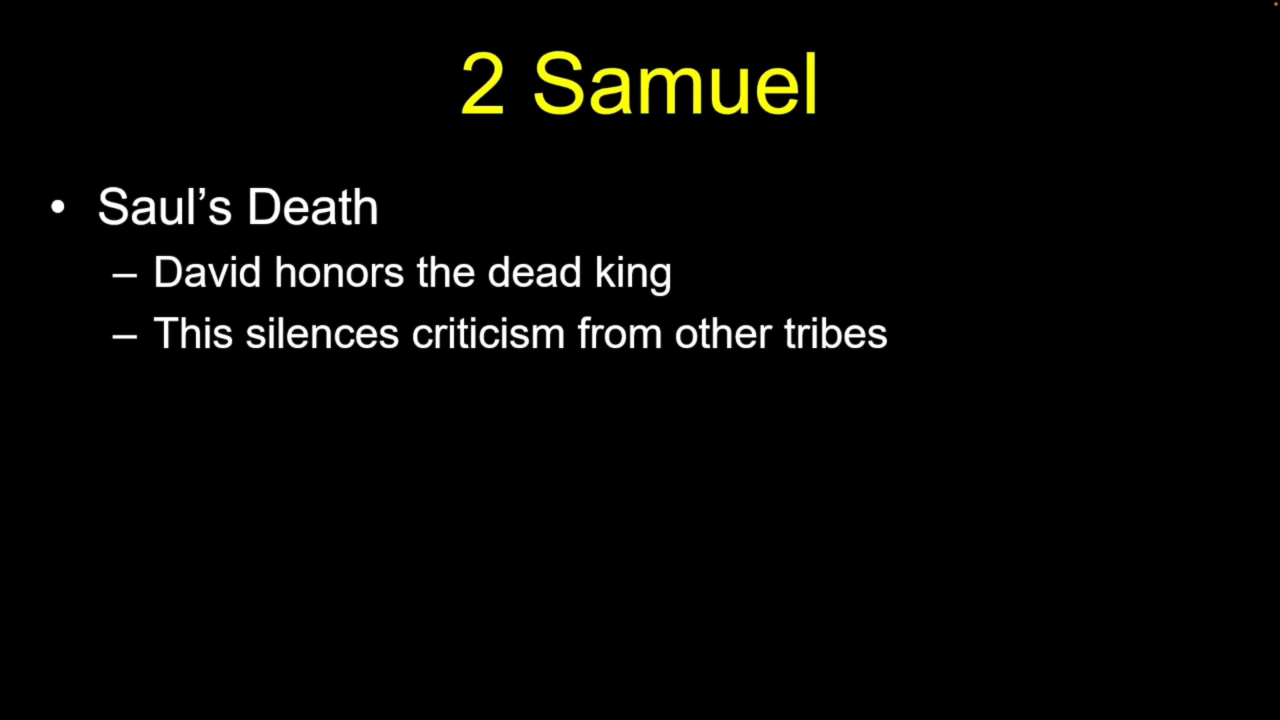 2 Samuel
• Saul’s Death
– David honors the dead king
– This silences criticism from other tribes